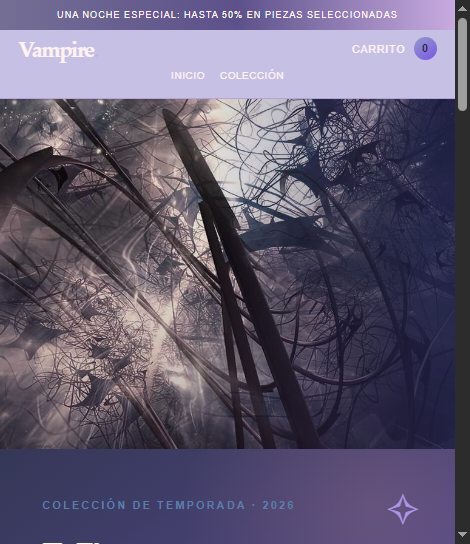 UNA NOCHE ESPECIAL: HASTA 50% EN PIEZAS SELECCIONADAS
Vampire
CARRITO 0
INICIO COLECCIÓN
COLECCIÓN DE TEMPORADA · 2026